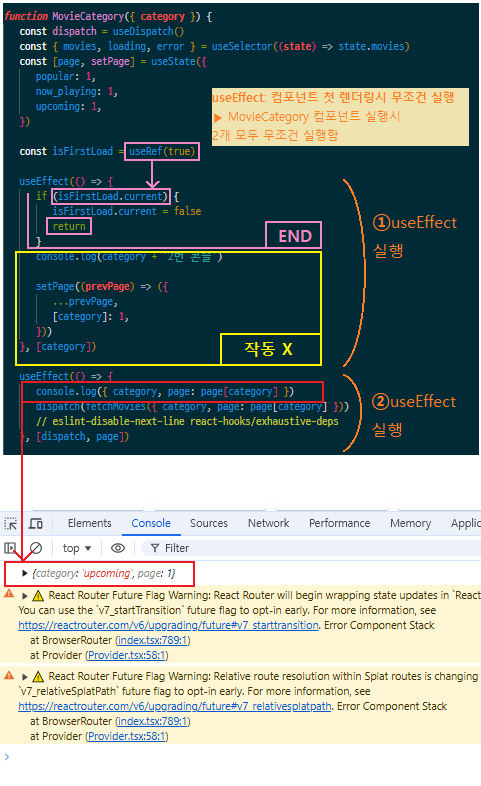 function MovieCategory({ category }) {
const dispatch = useDispatch()
const { movies, loading, error } = useSelector((state) => state.movies)
const [page, setPage] = useState({
popular: 1,
now_playing: 1,
upcoming: 1,
})
useEffect: 컴포넌트 첫 렌더링시 무조건 실행
▶ MovieCategory 컴포넌트 실행시
2개 모두 무조건 실행함
const isFirstLoad = useRef(true)
useEffect(() => {
if (isFirstLoad.current) {
isFirstLoad.current = false
return
}
END
①useEffect
실행
console.log(category + '2번 콘솔')
setPage((prevPage) => ({
...prevPage,
[category]: 1,
}))
}, [category])
작동 X
useEffect(() => {
console.log({ category, page: page[category] })
dispatch(fetchMovies({ category, page: page[category] }))
// eslint-disable-next-line react-hooks/exhaustive-deps
}, [dispatch, page])
②useEffect
실행
Elements Console Sources Network Performance Memory Applic
top ▼ Filter
▶ {category: 'upcoming', page: 1}
▶ ⚠ React Router Future Flag Warning: React Router will begin wrapping state updates in `React
You can use the `v7_startTransition` future flag to opt-in early. For more information, see
https://reactrouter.com/v6/upgrading/future#v7_starttransition. Error Component Stack
at BrowserRouter (index.tsx:789:1)
at Provider (Provider.tsx:58:1)
▶ ⚠ React Router Future Flag Warning: Relative route resolution within Splat routes is changing
`v7_relativeSplatPath` future flag to opt-in early. For more information, see
https://reactrouter.com/v6/upgrading/future#v7_relativesplatpath. Error Component Stack
at BrowserRouter (index.tsx:789:1)
at Provider (Provider.tsx:58:1)
>